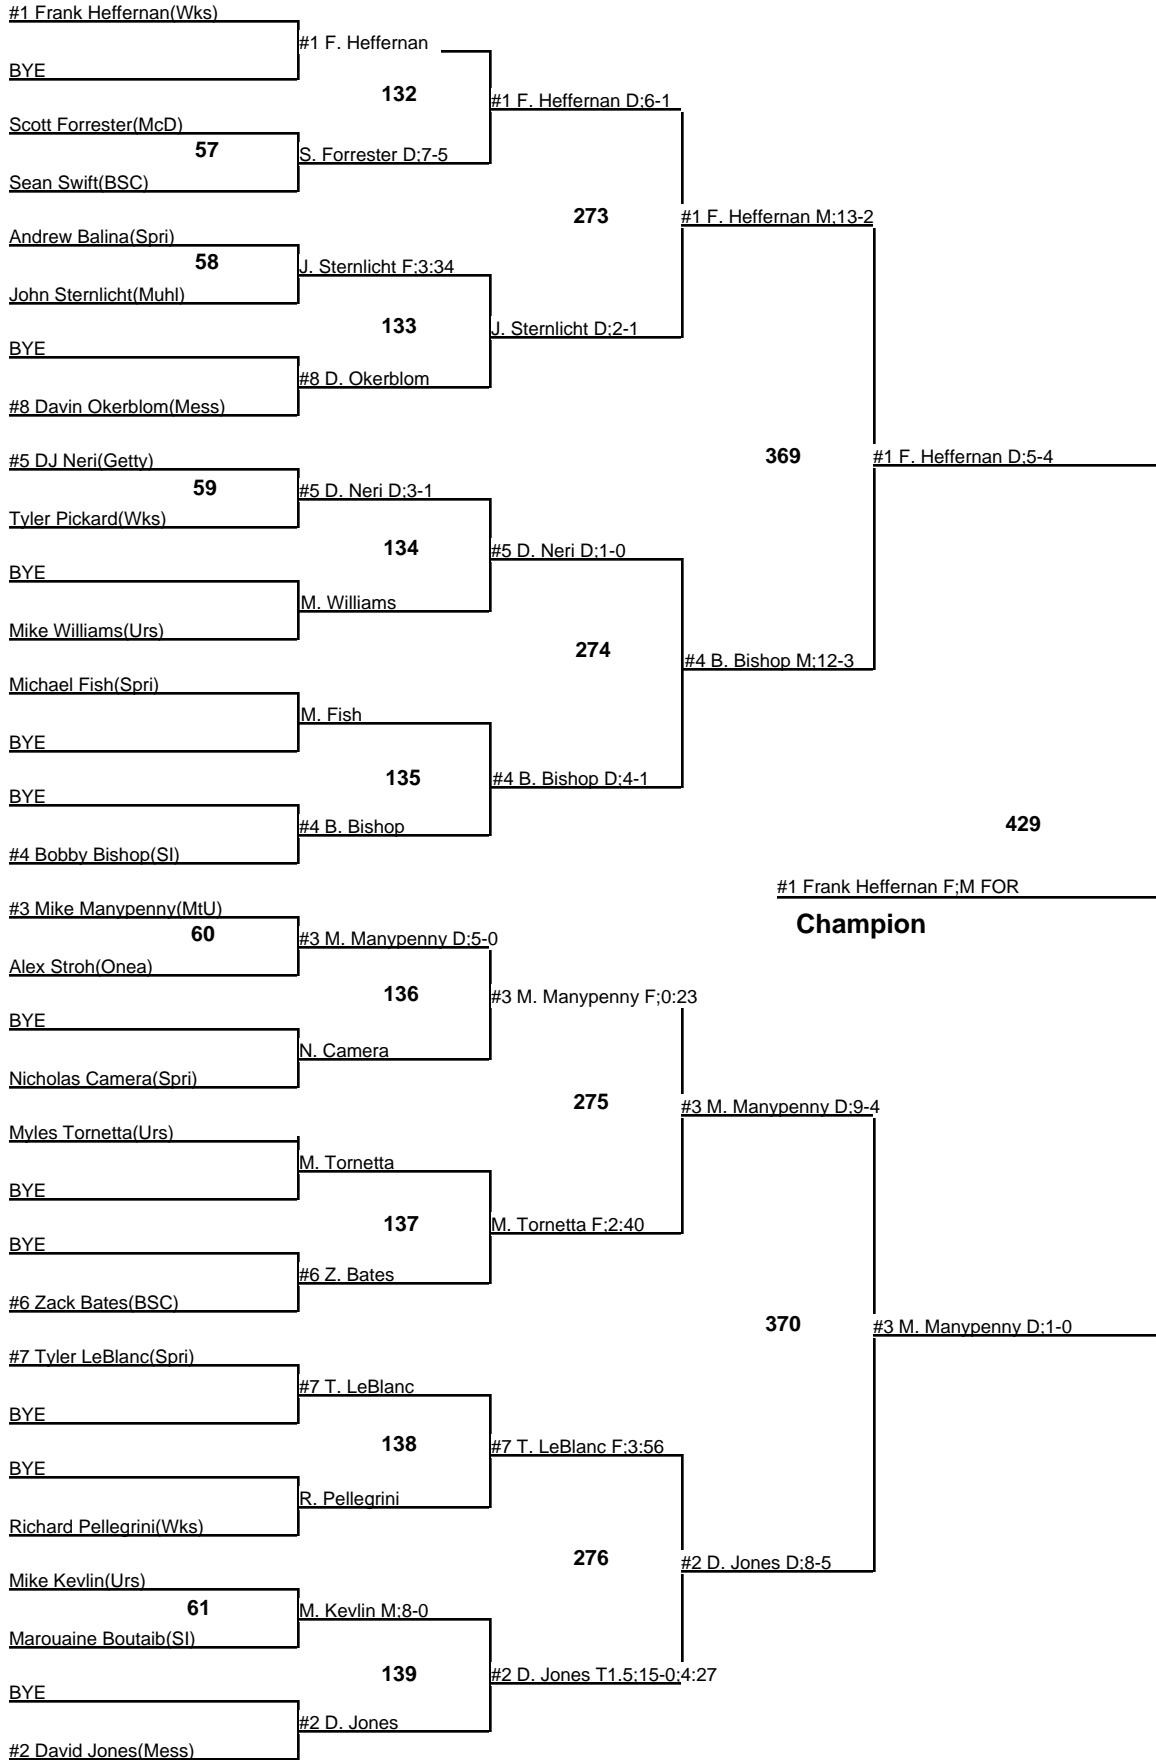 #1 Frank Heffernan(Wks)
#1 F. Heffernan
BYE
132
#1 F. Heffernan D;6-1
Scott Forrester(McD)
57
S. Forrester D;7-5
Sean Swift(BSC)
273
#1 F. Heffernan M;13-2
Andrew Balina(Spri)
58
J. Sternlicht F;3:34
John Sternlicht(Muhl)
133
J. Sternlicht D;2-1
BYE
#8 D. Okerblom
#8 Davin Okerblom(Mess)
369
#1 F. Heffernan D;5-4
#5 DJ Neri(Getty)
59
#5 D. Neri D;3-1
Tyler Pickard(Wks)
134
#5 D. Neri D;1-0
BYE
M. Williams
Mike Williams(Urs)
274
#4 B. Bishop M;12-3
Michael Fish(Spri)
M. Fish
BYE
135
#4 B. Bishop D;4-1
BYE
#4 B. Bishop
429
#4 Bobby Bishop(SI)
#1 Frank Heffernan F;M FOR
Champion
#3 Mike Manypenny(MtU)
60
#3 M. Manypenny D;5-0
Alex Stroh(Onea)
136
#3 M. Manypenny F;0:23
BYE
N. Camera
Nicholas Camera(Spri)
275
#3 M. Manypenny D;9-4
Myles Tornetta(Urs)
M. Tornetta
BYE
137
M. Tornetta F;2:40
BYE
#6 Z. Bates
#6 Zack Bates(BSC)
370
#3 M. Manypenny D;1-0
#7 Tyler LeBlanc(Spri)
#7 T. LeBlanc
BYE
138
#7 T. LeBlanc F;3:56
BYE
R. Pellegrini
Richard Pellegrini(Wks)
276
#2 D. Jones D;8-5
Mike Kevlin(Urs)
61
M. Kevlin M;8-0
Marouaine Boutaib(SI)
139
#2 D. Jones T1.5;15-0;4:27
BYE
#2 D. Jones
#2 David Jones(Mess)